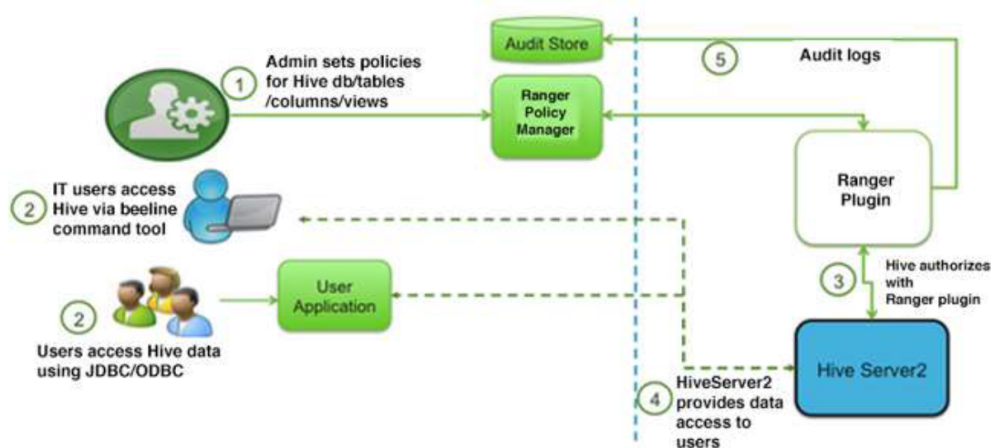 Audit Store
5
Audit logs
1
Admin sets policies
for Hive db/tables
/columns/views
Ranger
Policy
Manager
Ranger
Plugin
2
IT users access
Hive via beeline
command tool
3
Hive authorizes
with
Ranger plugin
User
Application
2
Users access Hive data
using JDBC/ODBC
4
HiveServer2
provides data
access to
users
Hive Server2